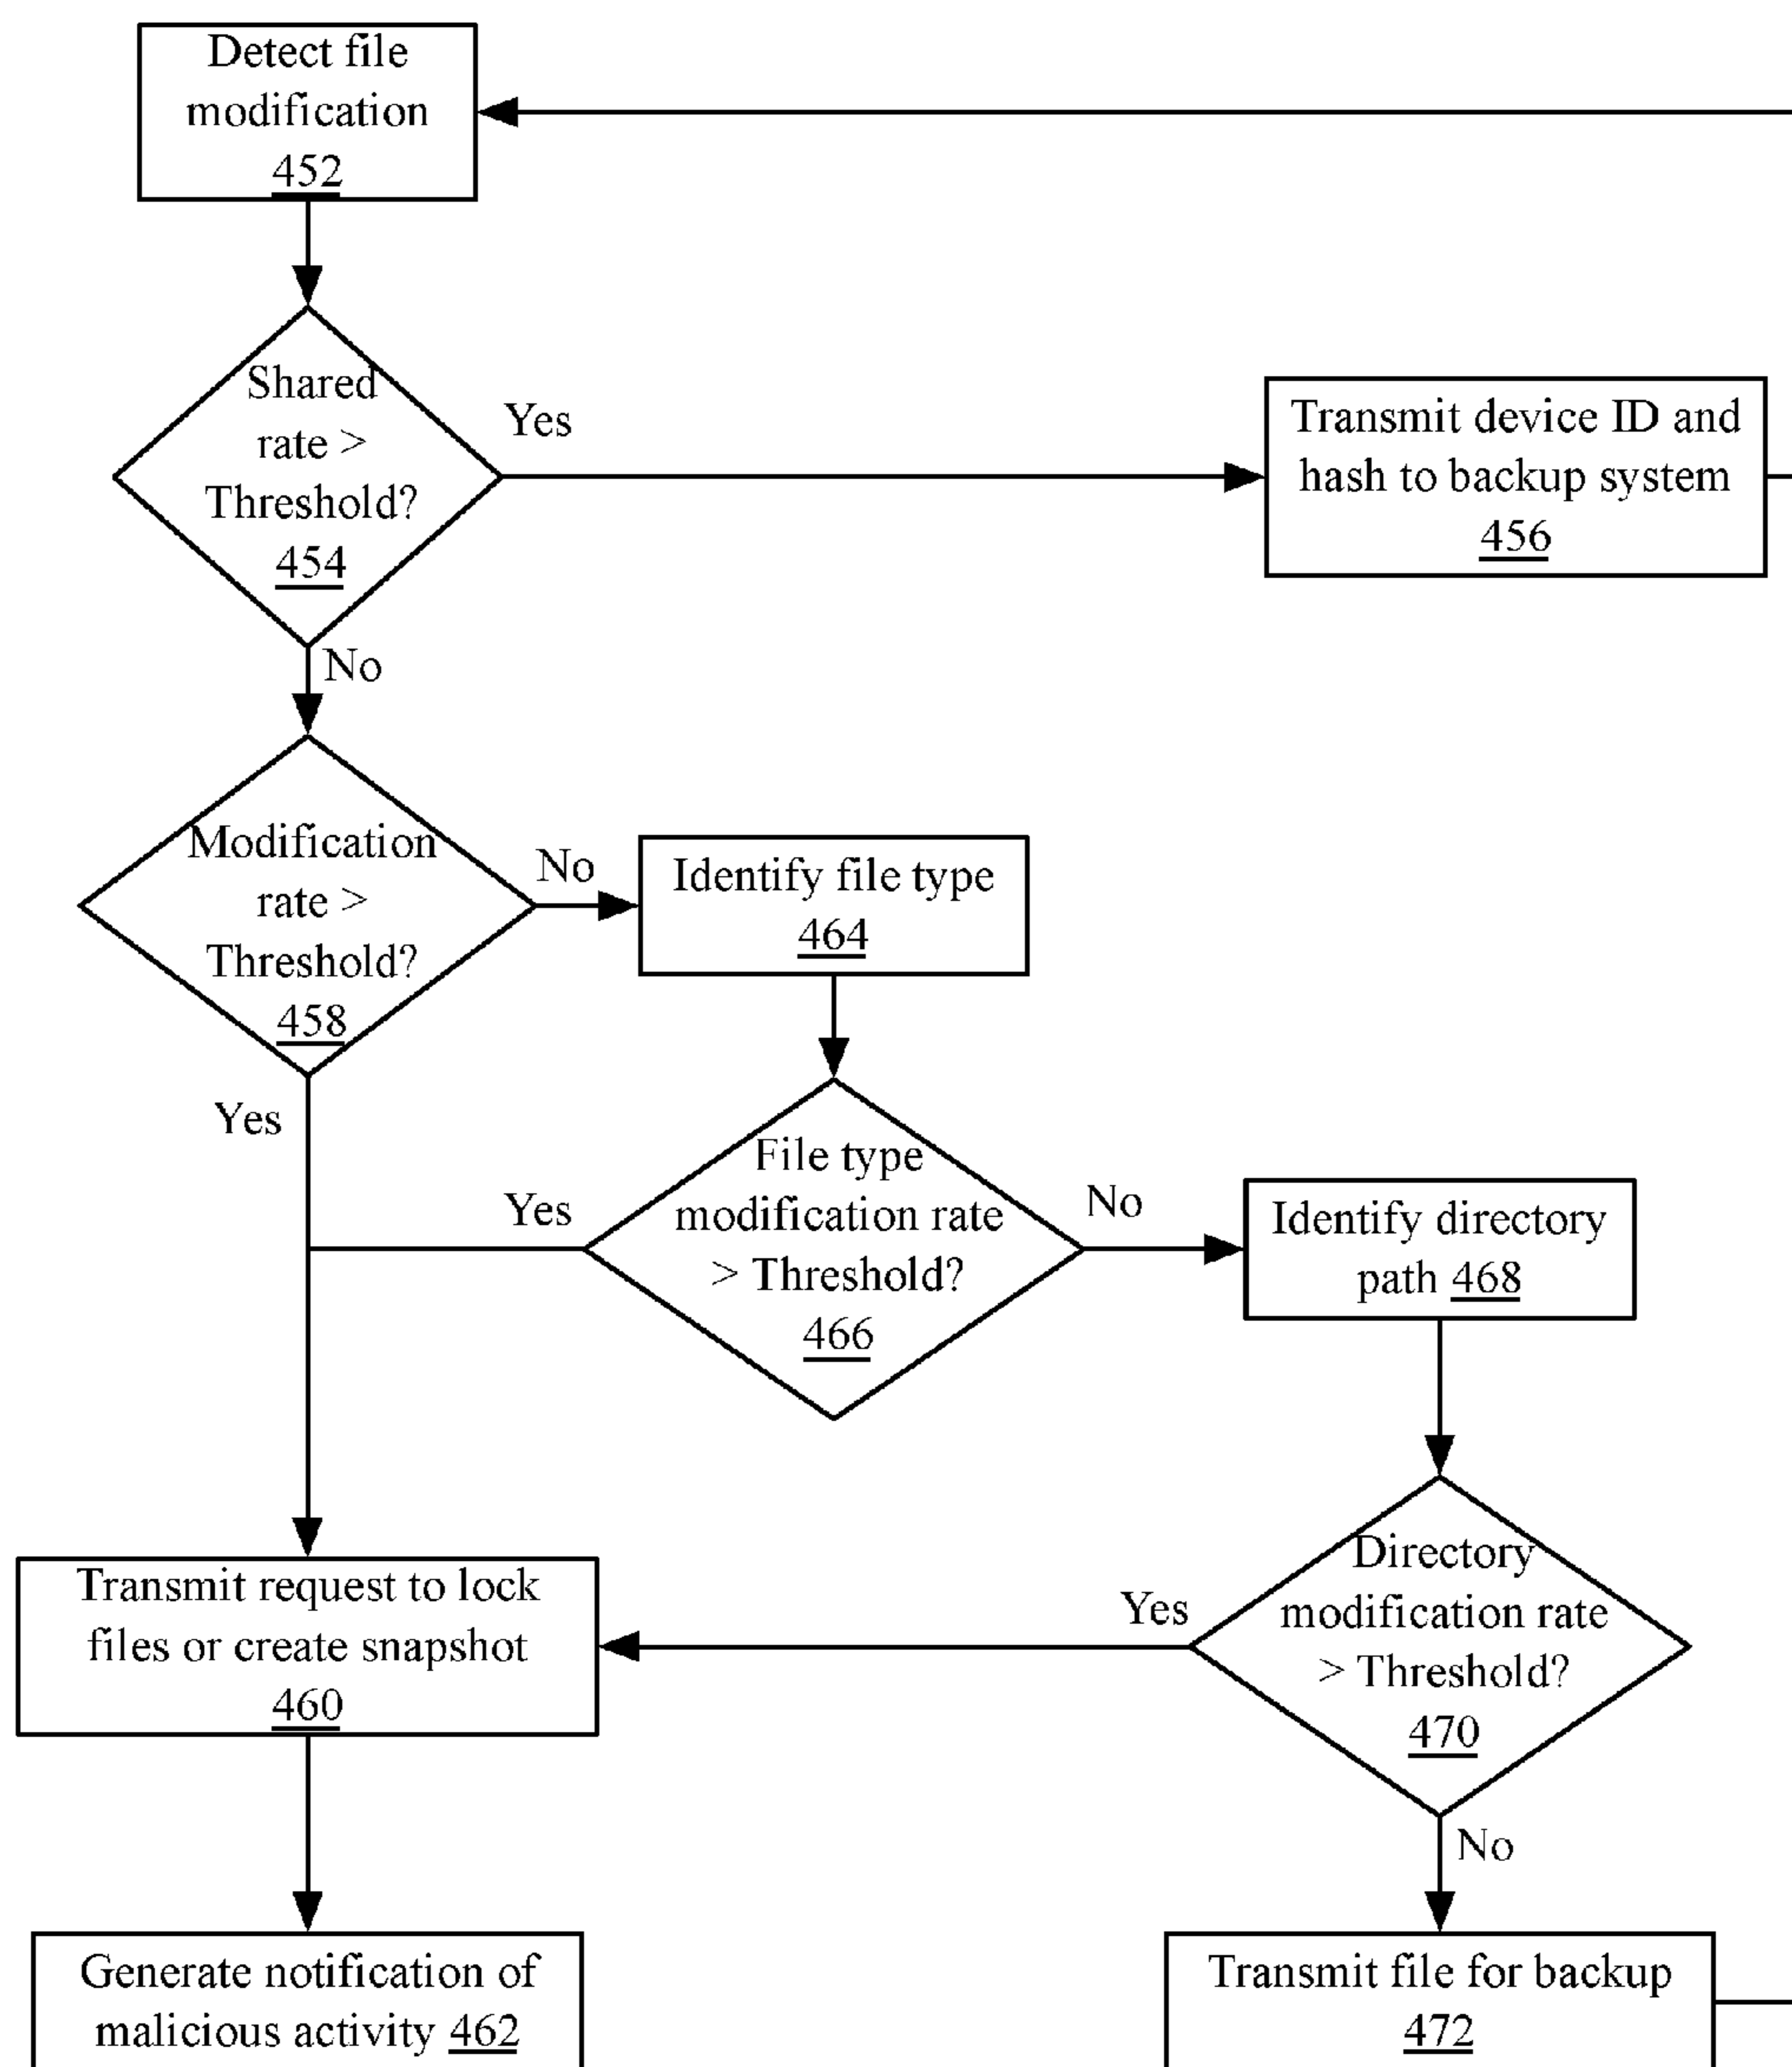 Detect file
modification
452
Shared
rate >
Threshold?
454
Yes
Transmit device ID and
hash to backup system
456
No
Modification
rate >
Threshold?
458
No
Identify file type
464
Yes
File type
modification rate
> Threshold?
466
Yes
No
Identify directory
path 468
Transmit request to lock
files or create snapshot
460
Yes
Directory
modification rate
> Threshold?
470
No
Generate notification of
malicious activity 462
Transmit file for backup
472